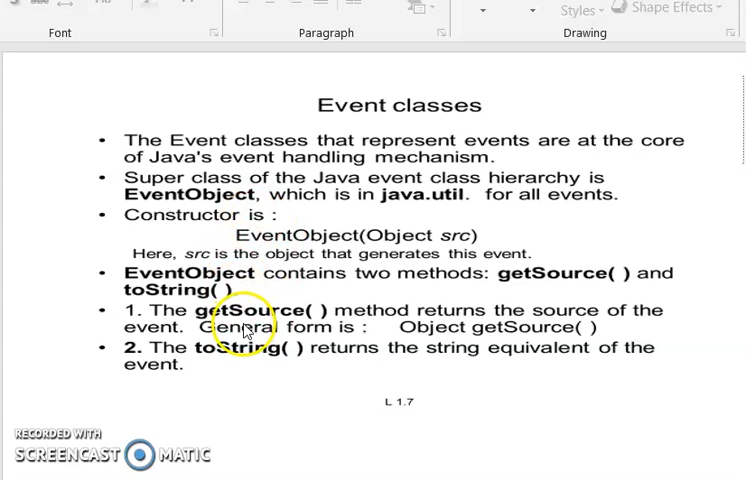 Styles
Shape Effects
Font
Paragraph
Drawing
Event classes
• The Event classes that represent events are at the core
of Java's event handling mechanism.
• Super class of the Java event class hierarchy is
EventObject, which is in java.util. for all events.
• Constructor is :
EventObject(Object src)
Here, src is the object that generates this event.
• EventObject contains two methods: getSource( ) and
toString( )
• 1. The getSource( ) method returns the source of the
event. General form is : Object getSource( )
• 2. The toString( ) returns the string equivalent of the
event.
L 1.7
RECORDED WITH
SCREENCAST MATIC